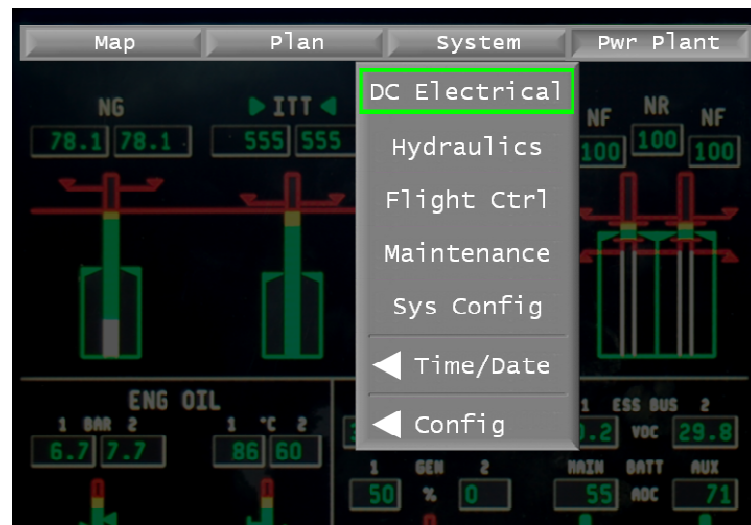 Map Plan System Pwr Plant
DC Electrical
Hydraulics
Flight Ctrl
Maintenance
Sys Config
Time/Date
Config
NG ITT NF NR NF
78.1 78.1 555 555 100 100 100
ENG OIL
1 BAR 2 1 °C 2 1 ESS BUS 2
6.7 7.7 86 60 VDC 29.8
1 GEN 2 MAIN BATT AUX
50 % 0 55 ADC 71